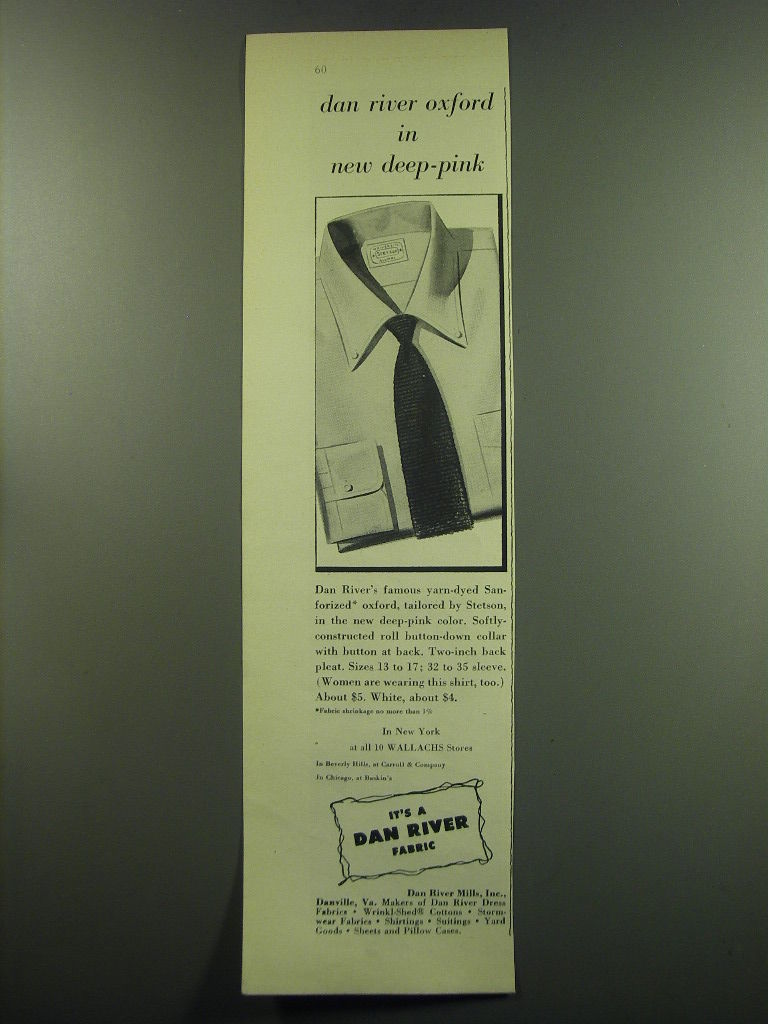 60
dan river oxford
in
new deep-pink
STETSON
Dan River's famous yarn-dyed San-
forized* oxford, tailored by Stetson,
in the new deep-pink color. Softly-
constructed roll button-down collar
with button at back. Two-inch back
pleat. Sizes 13 to 17; 32 to 35 sleeve.
(Women are wearing this shirt, too.)
About $5. White, about $4.
*Fabric shrinkage no more than 1%
In New York
at all 10 WALLACHS Stores
In Beverly Hills, at Carroll & Company
In Chicago, at Baskin's
IT'S A
DAN RIVER
FABRIC
Dan River Mills, Inc.,
Danville, Va. Makers of Dan River Dress
Fabrics • Wrinkl-Shed® Cottons • Storm-
wear Fabrics • Shirtings • Suitings • Yard
Goods • Sheets and Pillow Cases.